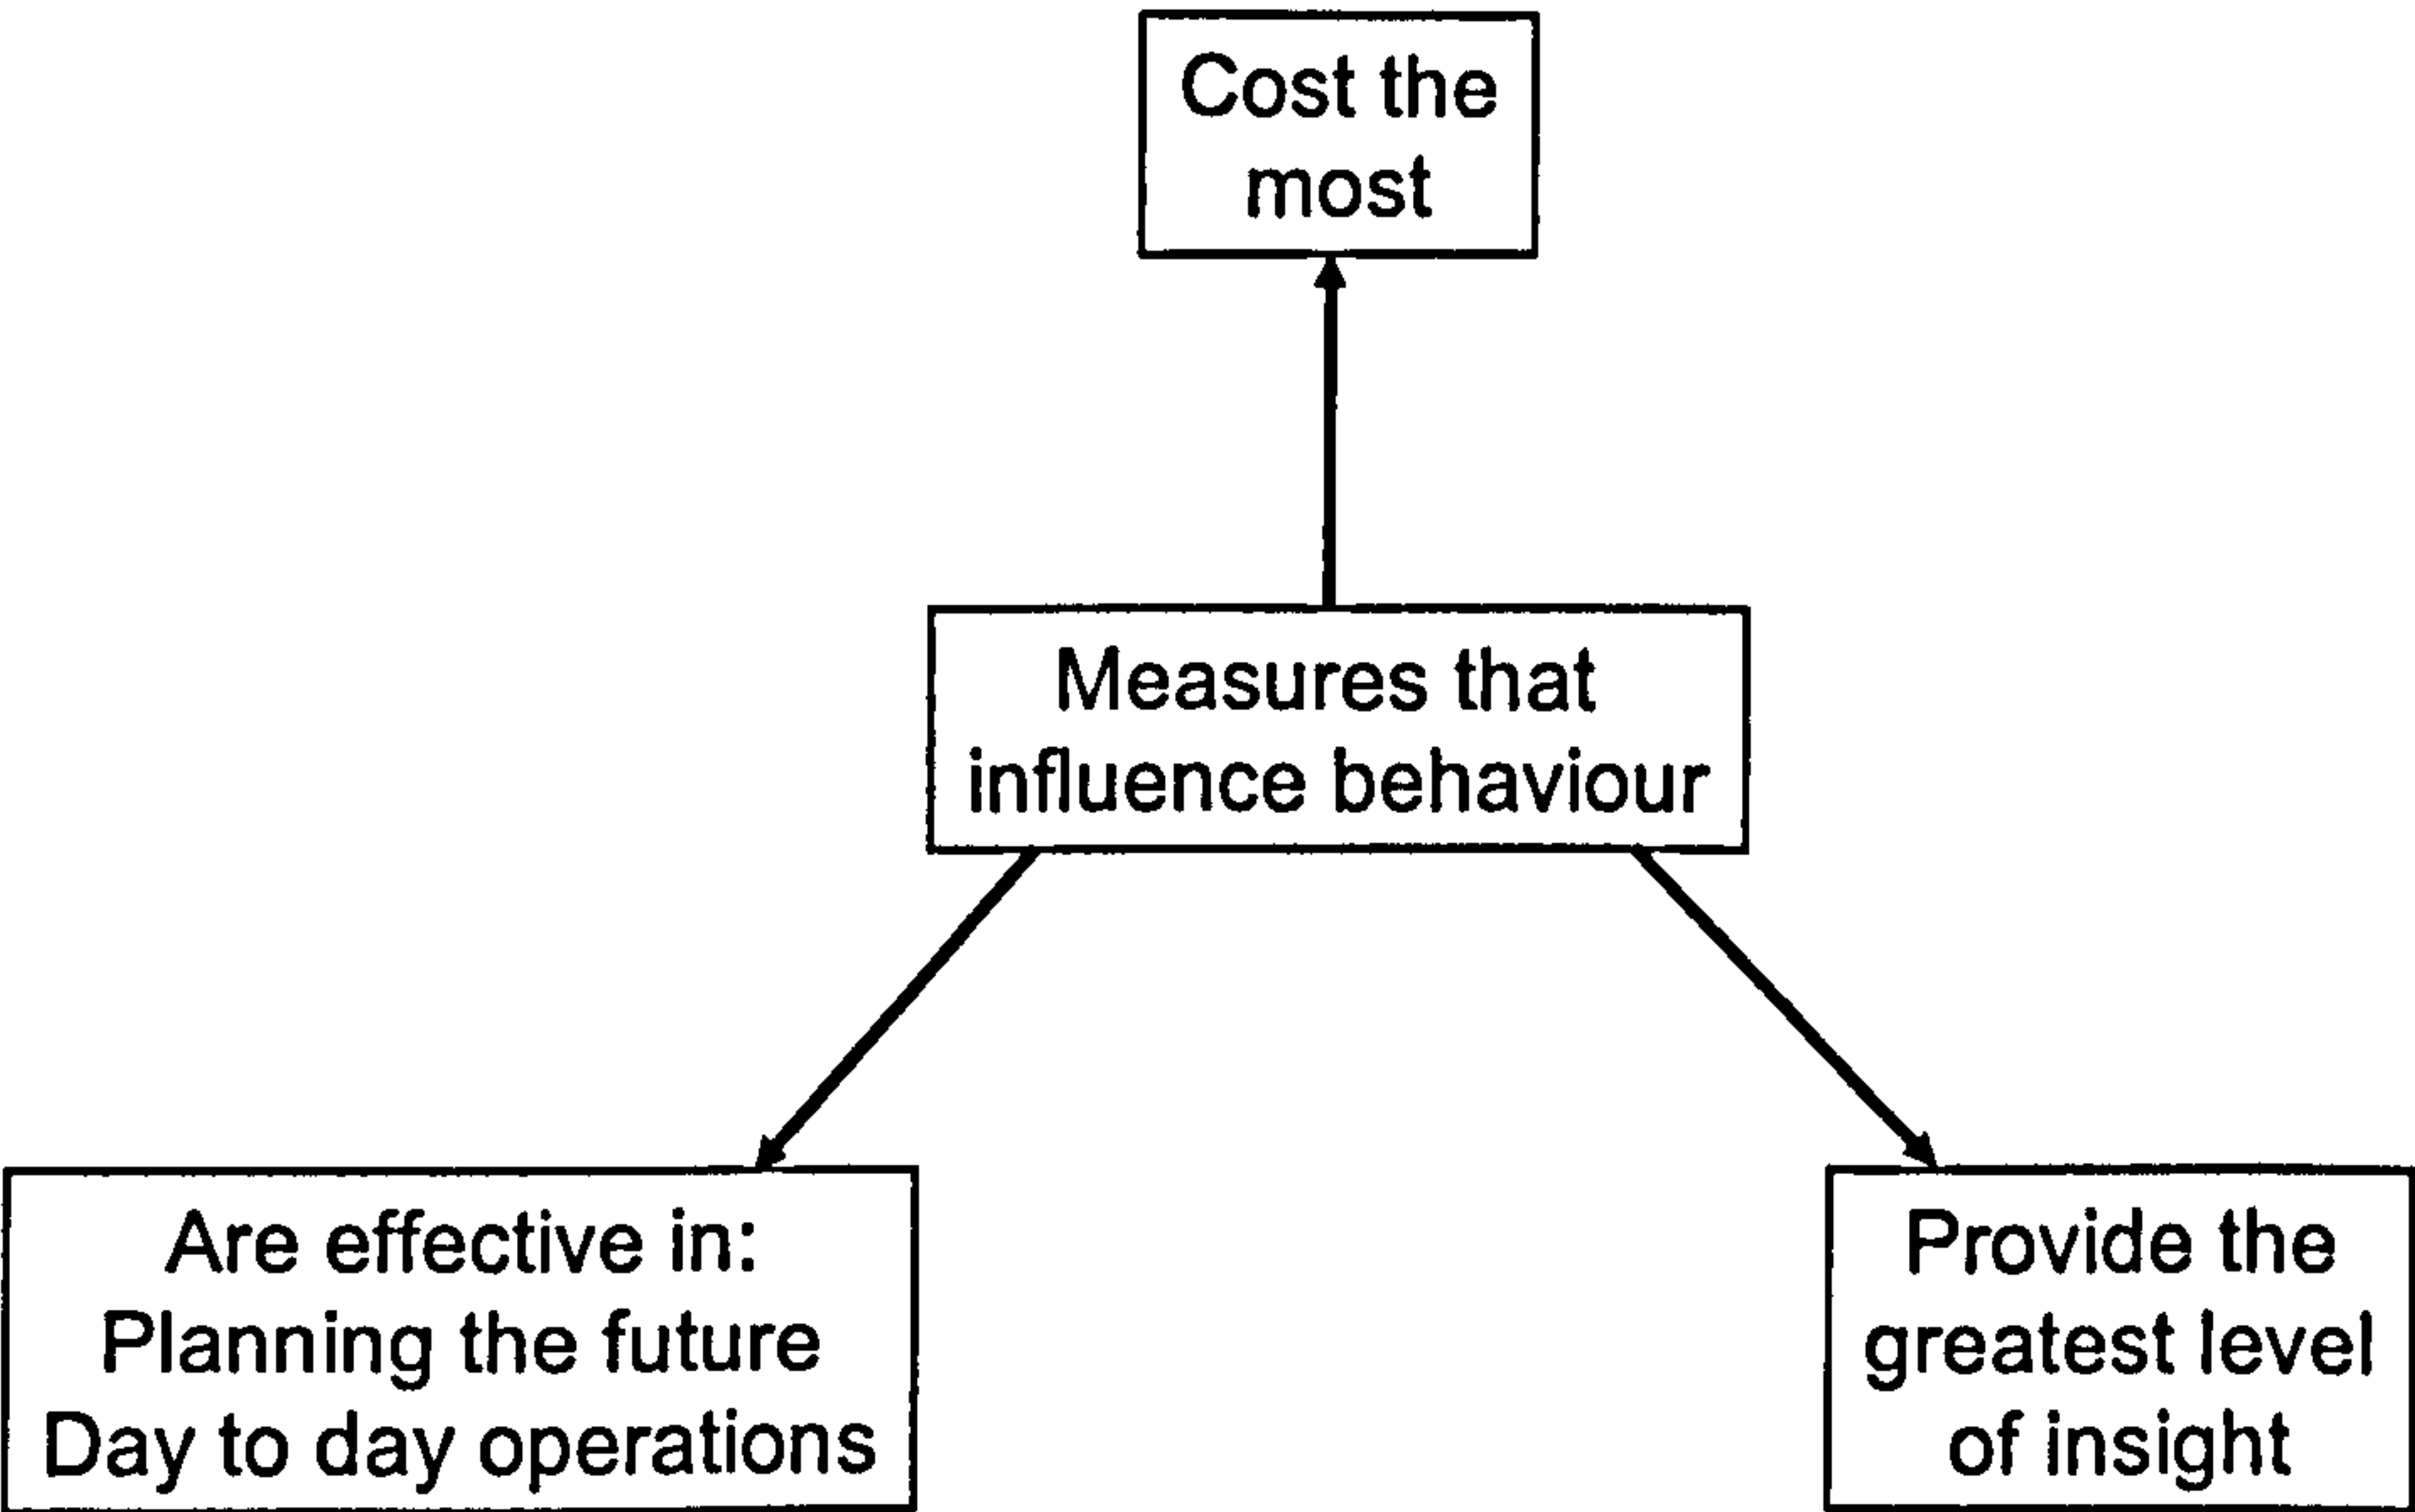 Cost the
most
Measures that
influence behaviour
Are effective in:
Planning the future
Day to day operations
Provide the
greatest level
of insight